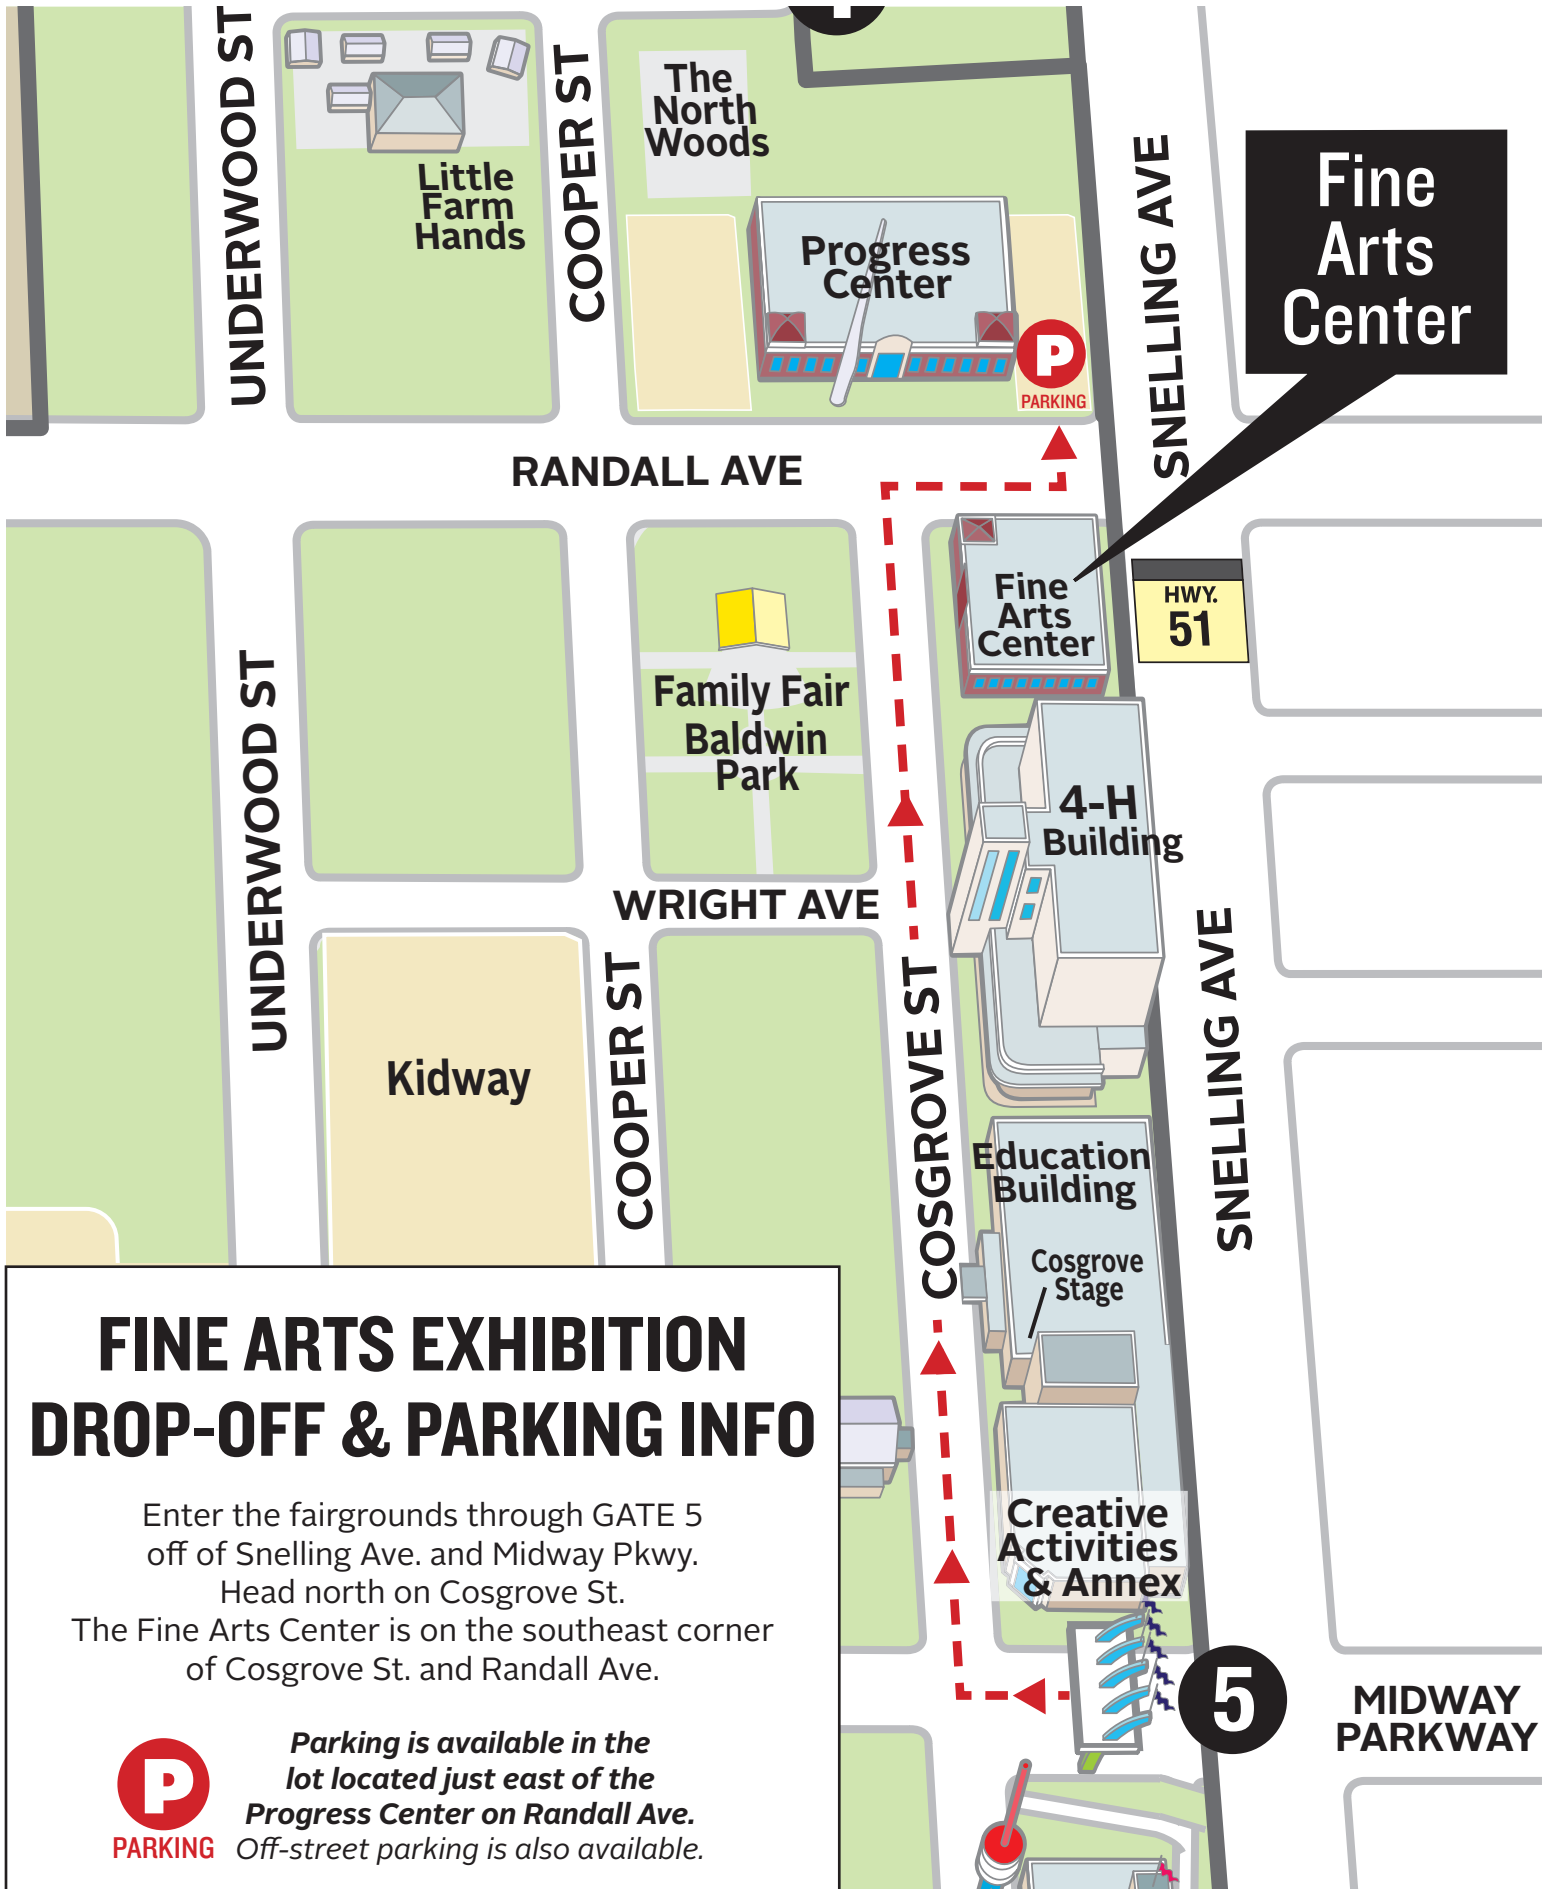 UNDERWOOD ST
COOPER ST
The
North
Woods
Little
Farm
Hands
Progress
Center
P
PARKING
SNELLING AVE
Fine
Arts
Center
RANDALL AVE
Fine
Arts
Center
HWY.
51
UNDERWOOD ST
Family Fair
Baldwin
Park
4-H
Building
WRIGHT AVE
Kidway
COOPER ST
COSGROVE ST
SNELLING AVE
Education
Building
Cosgrove
Stage
Creative
Activities
& Annex
5
MIDWAY
PARKWAY
FINE ARTS EXHIBITION
DROP-OFF & PARKING INFO
Enter the fairgrounds through GATE 5
off of Snelling Ave. and Midway Pkwy.
Head north on Cosgrove St.
The Fine Arts Center is on the southeast corner
of Cosgrove St. and Randall Ave.
P
PARKING
Parking is available in the
lot located just east of the
Progress Center on Randall Ave.
Off-street parking is also available.